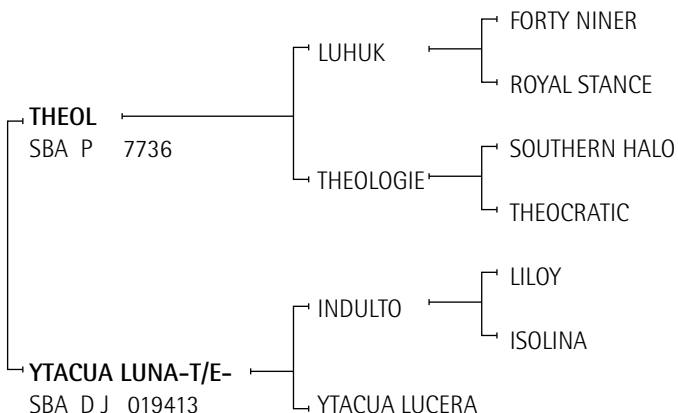 FORTY NINER
LUHUK
ROYAL STANCE
THEOL
SBA P 7736
SOUTHERN HALO
THEOLOGIE
THEOCRATIC
LILOY
INDULTO
ISOLINA
YTACUA LUNA-T/E-
SBA D J 019413
YTACUA LUCERA